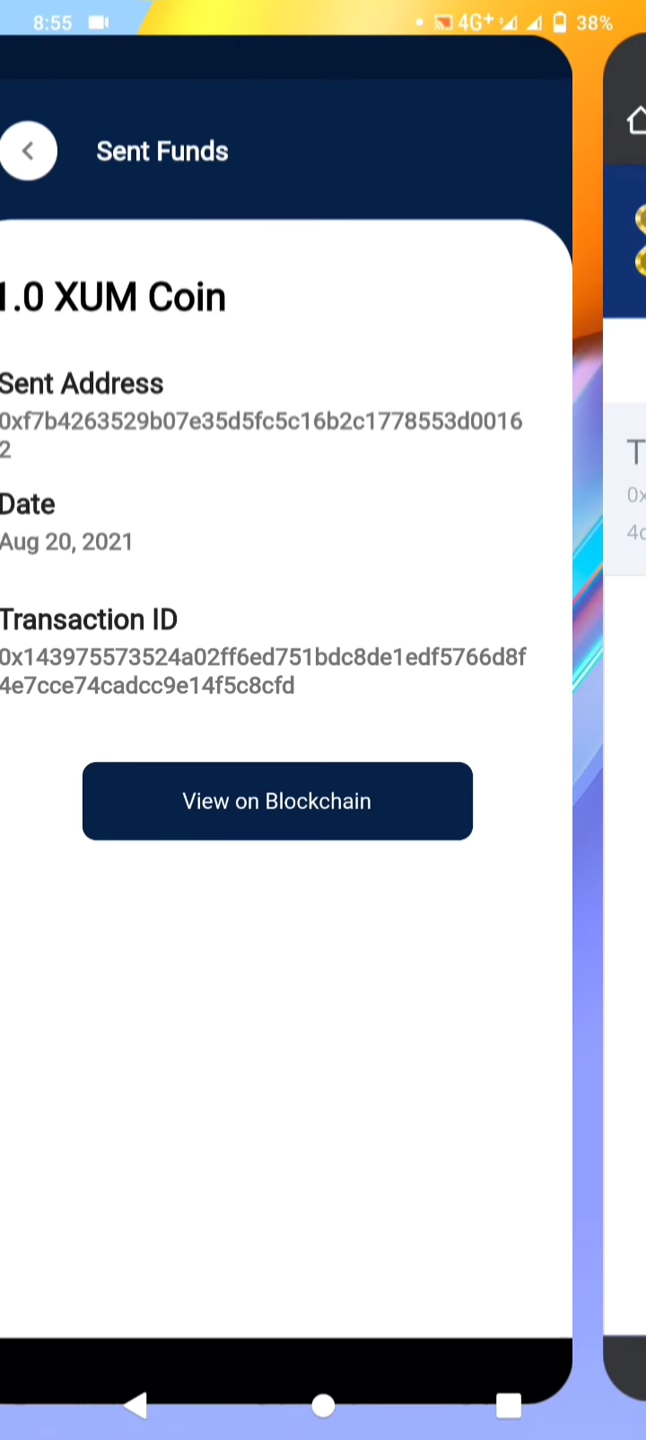 8:55
4G+
38%
Sent Funds
1.0 XUM Coin
Sent Address
0xf7b4263529b07e35d5fc5c16b2c1778553d0016
2
Date
Aug 20, 2021
Transaction ID
0x143975573524a02ff6ed751bdc8de1edf5766d8f
4e7cce74cadcc9e14f5c8cfd
View on Blockchain
T
0x